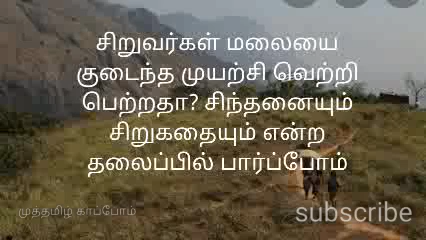 சிறுவர்கள் மலையை
குடைந்த முயற்சி வெற்றி
பெற்றதா? சிந்தனையும்
சிறுகதையும் என்ற
தலைப்பில் பார்ப்போம்
முத்தமிழ் காப்போம்
subscribe